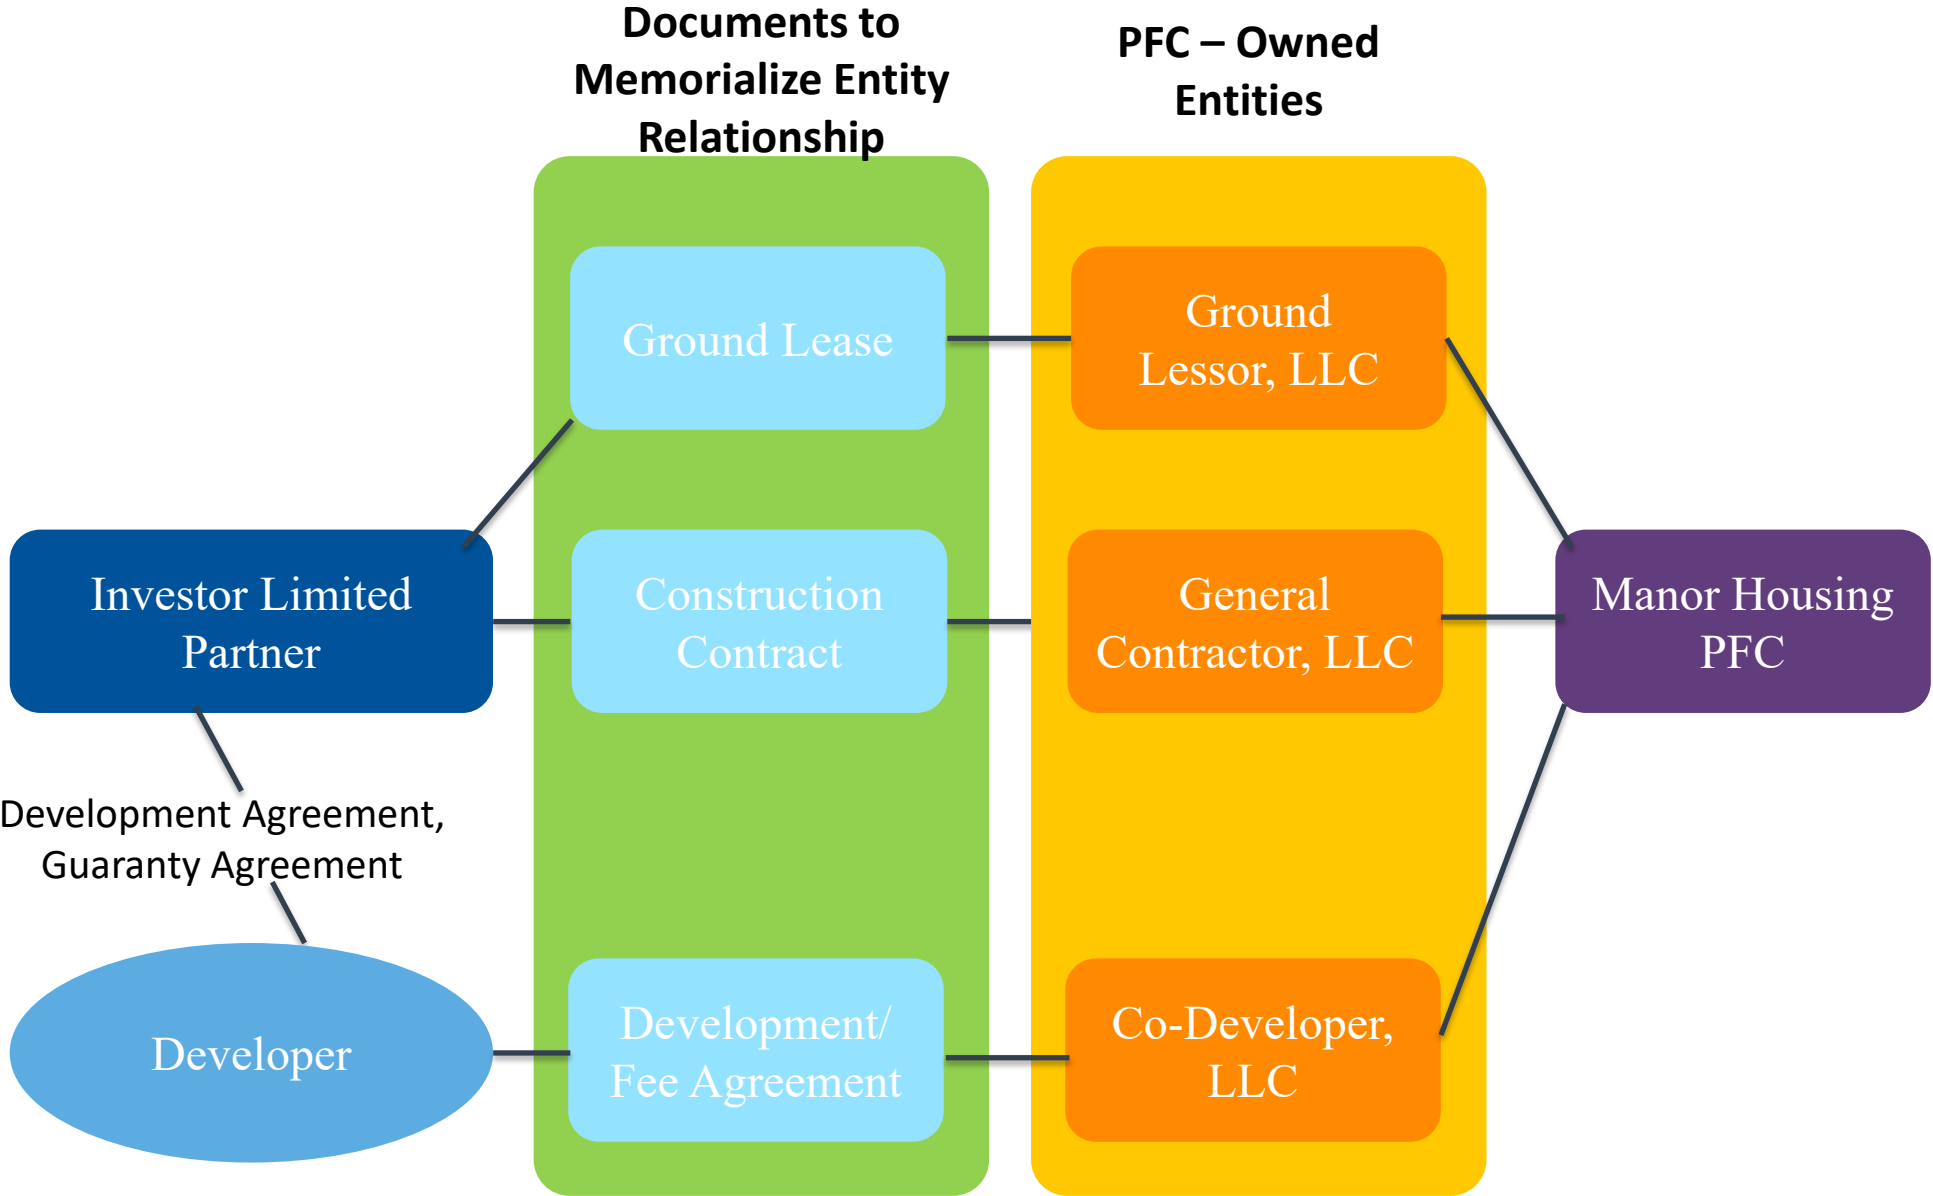 Documents to
Memorialize Entity
Relationship
PFC – Owned
Entities
Ground Lease
Ground
Lessor, LLC
Investor Limited
Partner
Construction
Contract
General
Contractor, LLC
Manor Housing
PFC
Development Agreement,
Guaranty Agreement
Developer
Development/
Fee Agreement
Co-Developer,
LLC